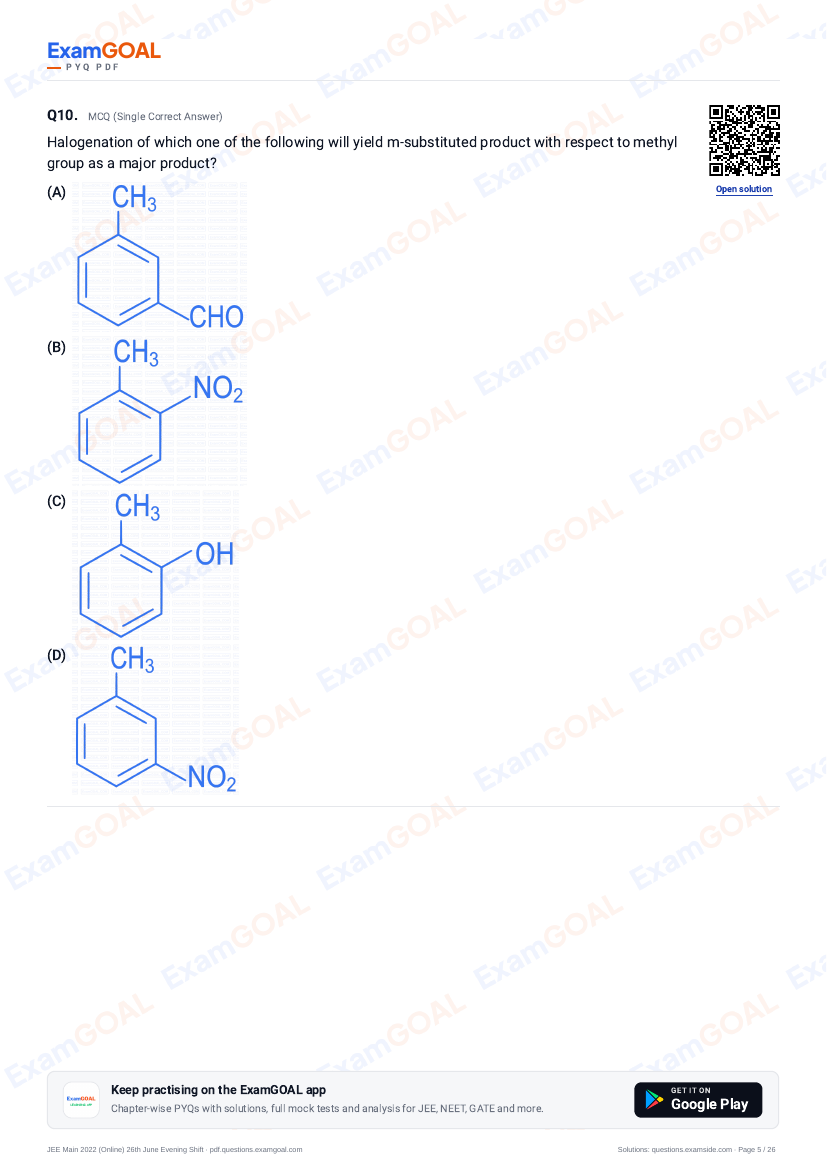 ExamGOAL
PYQ PDF
Q10. MCQ (Single Correct Answer)
Halogenation of which one of the following will yield m-substituted product with respect to methyl
group as a major product?
Open solution
(A)
CH3
CHO
(B)
CH3
NO2
(C)
CH3
OH
(D)
CH3
NO2
Keep practising on the ExamGOAL app
Chapter-wise PYQs with solutions, full mock tests and analysis for JEE, NEET, GATE and more.
GET IT ON
Google Play
JEE Main 2022 (Online) 26th June Evening Shift · pdf.questions.examgoal.com
Solutions: questions.examside.com · Page 5 / 26